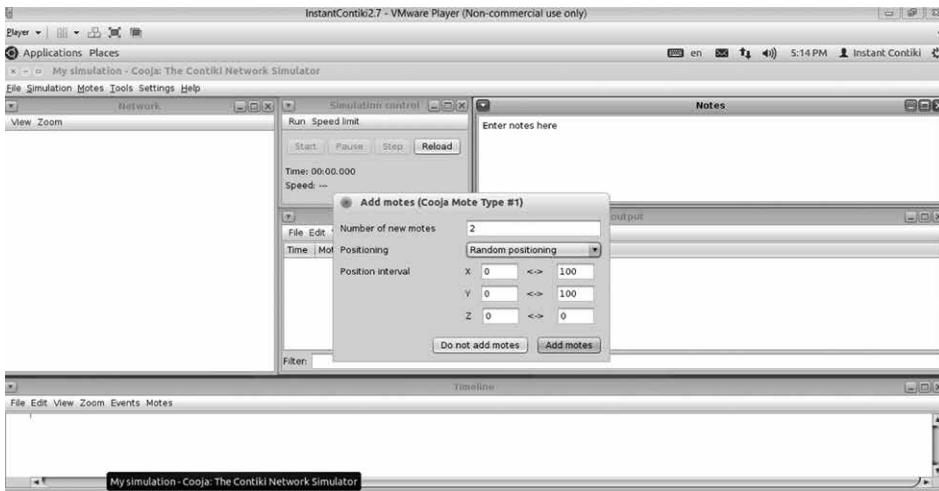 InstantContiki2.7 - VMware Player (Non-commercial use only)
Player
Applications Places
en 5:14 PM Instant Contiki
My simulation - Cooja: The Contiki Network Simulator
File Simulation Motes Tools Settings Help
Network
View Zoom
Simulation control
Run Speed limit
Start Pause Step Reload
Time: 00:00.000
Speed: ---
Notes
Enter notes here
Add motes (Cooja Mote Type #1)
Number of new motes 2
Positioning Random positioning
Position interval X 0 <-> 100
Y 0 <-> 100
Z 0 <-> 0
Do not add motes Add motes
output
File Edit
Time Mot
Filter:
Timeline
File Edit View Zoom Events Motes
My simulation - Cooja: The Contiki Network Simulator